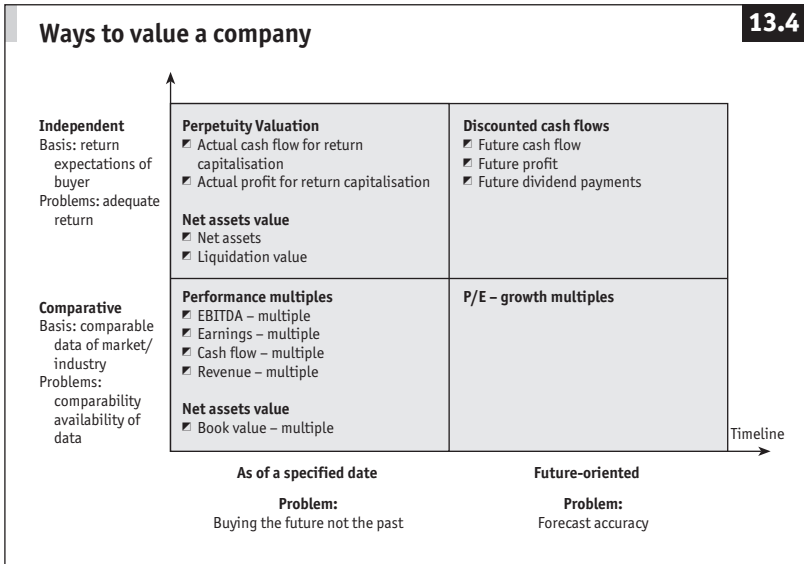 Ways to value a company
13.4
Independent
Basis: return
expectations of
buyer
Problems: adequate
return
Perpetuity Valuation
Actual cash flow for return
capitalisation
Actual profit for return capitalisation
Net assets value
Net assets
Liquidation value
Discounted cash flows
Future cash flow
Future profit
Future dividend payments
Comparative
Basis: comparable
data of market/
industry
Problems:
comparability
availability of
data
Performance multiples
EBITDA – multiple
Earnings – multiple
Cash flow – multiple
Revenue – multiple
Net assets value
Book value – multiple
P/E – growth multiples
Timeline
As of a specified date
Problem:
Buying the future not the past
Future-oriented
Problem:
Forecast accuracy